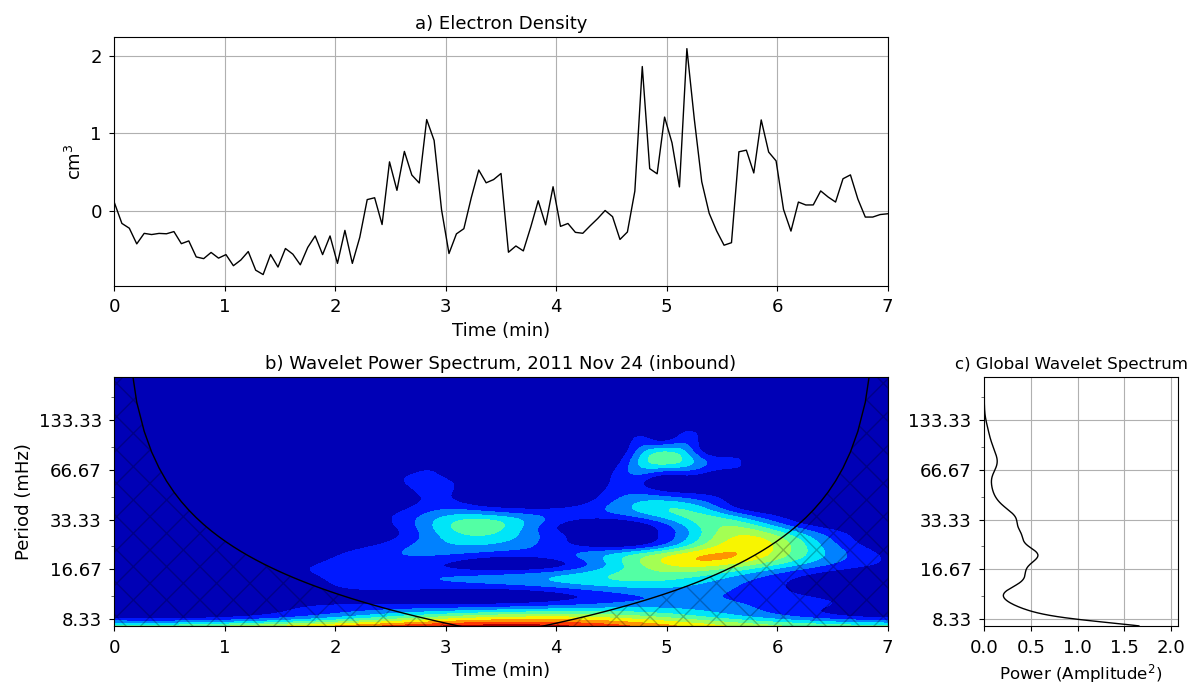 a) Electron Density
2
1
0
cm³
0 1 2 3 4 5 6 7
Time (min)
b) Wavelet Power Spectrum, 2011 Nov 24 (inbound)
133.33
66.67
33.33
16.67
8.33
Period (mHz)
0 1 2 3 4 5 6 7
Time (min)
c) Global Wavelet Spectrum
133.33
66.67
33.33
16.67
8.33
0.0 0.5 1.0 1.5 2.0
Power (Amplitude²)